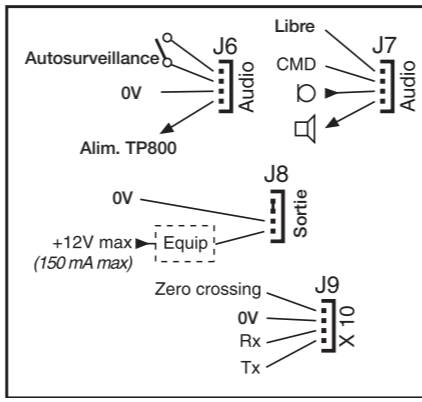 J6
Autosurveillance
0V
Alim. TP800
Audio
J7
Libre
CMD
Audio
J8
0V
+12V max
(150 mA max)
Equip
Sortie
J9
Zero crossing
0V
Rx
Tx
X 10